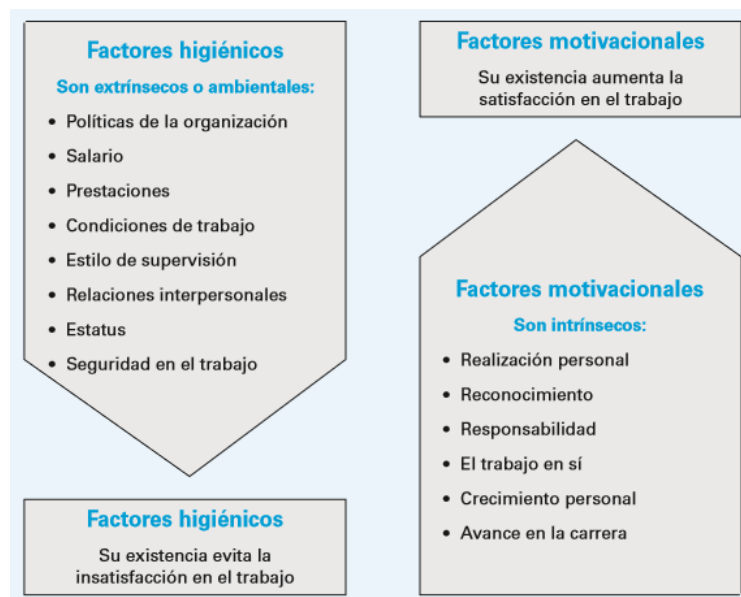 Factores higiénicos
Son extrínsecos o ambientales:
• Políticas de la organización
• Salario
• Prestaciones
• Condiciones de trabajo
• Estilo de supervisión
• Relaciones interpersonales
• Estatus
• Seguridad en el trabajo
Factores higiénicos
Su existencia evita la
insatisfacción en el trabajo
Factores motivacionales
Su existencia aumenta la
satisfacción en el trabajo
Factores motivacionales
Son intrínsecos:
• Realización personal
• Reconocimiento
• Responsabilidad
• El trabajo en sí
• Crecimiento personal
• Avance en la carrera